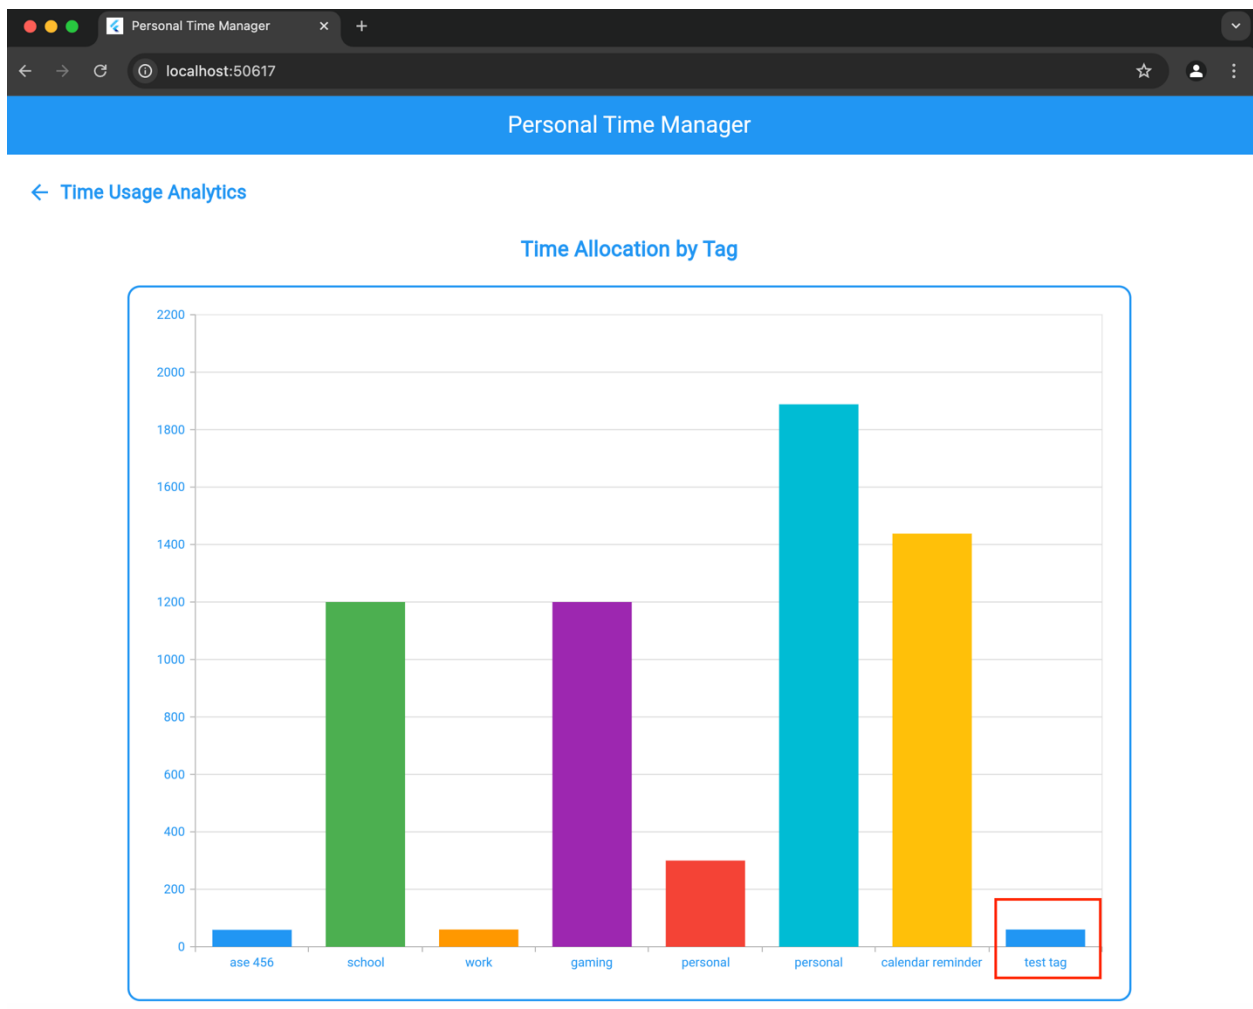 Personal Time Manager
localhost:50617
Personal Time Manager
Time Usage Analytics
Time Allocation by Tag
2200
2000
1800
1600
1400
1200
1000
800
600
400
200
0
ase 456 school work gaming personal personal calendar reminder test tag